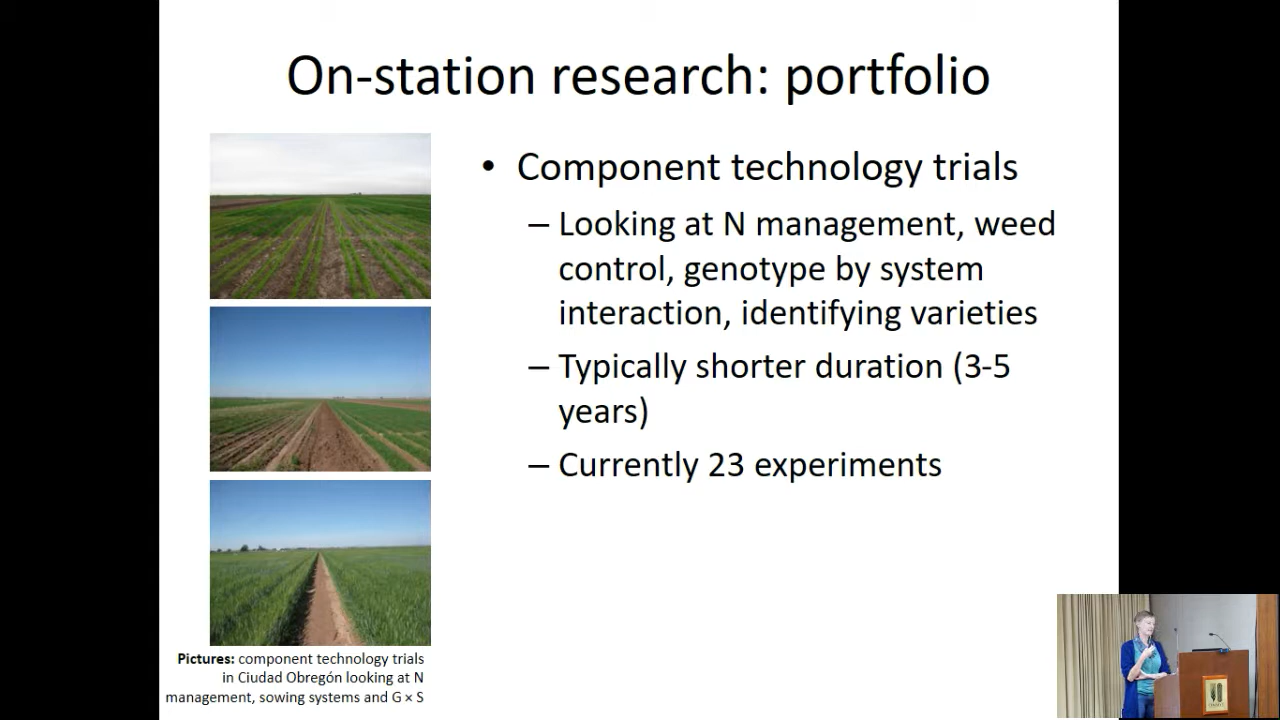 On-station research: portfolio
• Component technology trials
– Looking at N management, weed
control, genotype by system
interaction, identifying varieties
– Typically shorter duration (3-5
years)
– Currently 23 experiments
Pictures: component technology trials
in Ciudad Obregón looking at N
management, sowing systems and G × S